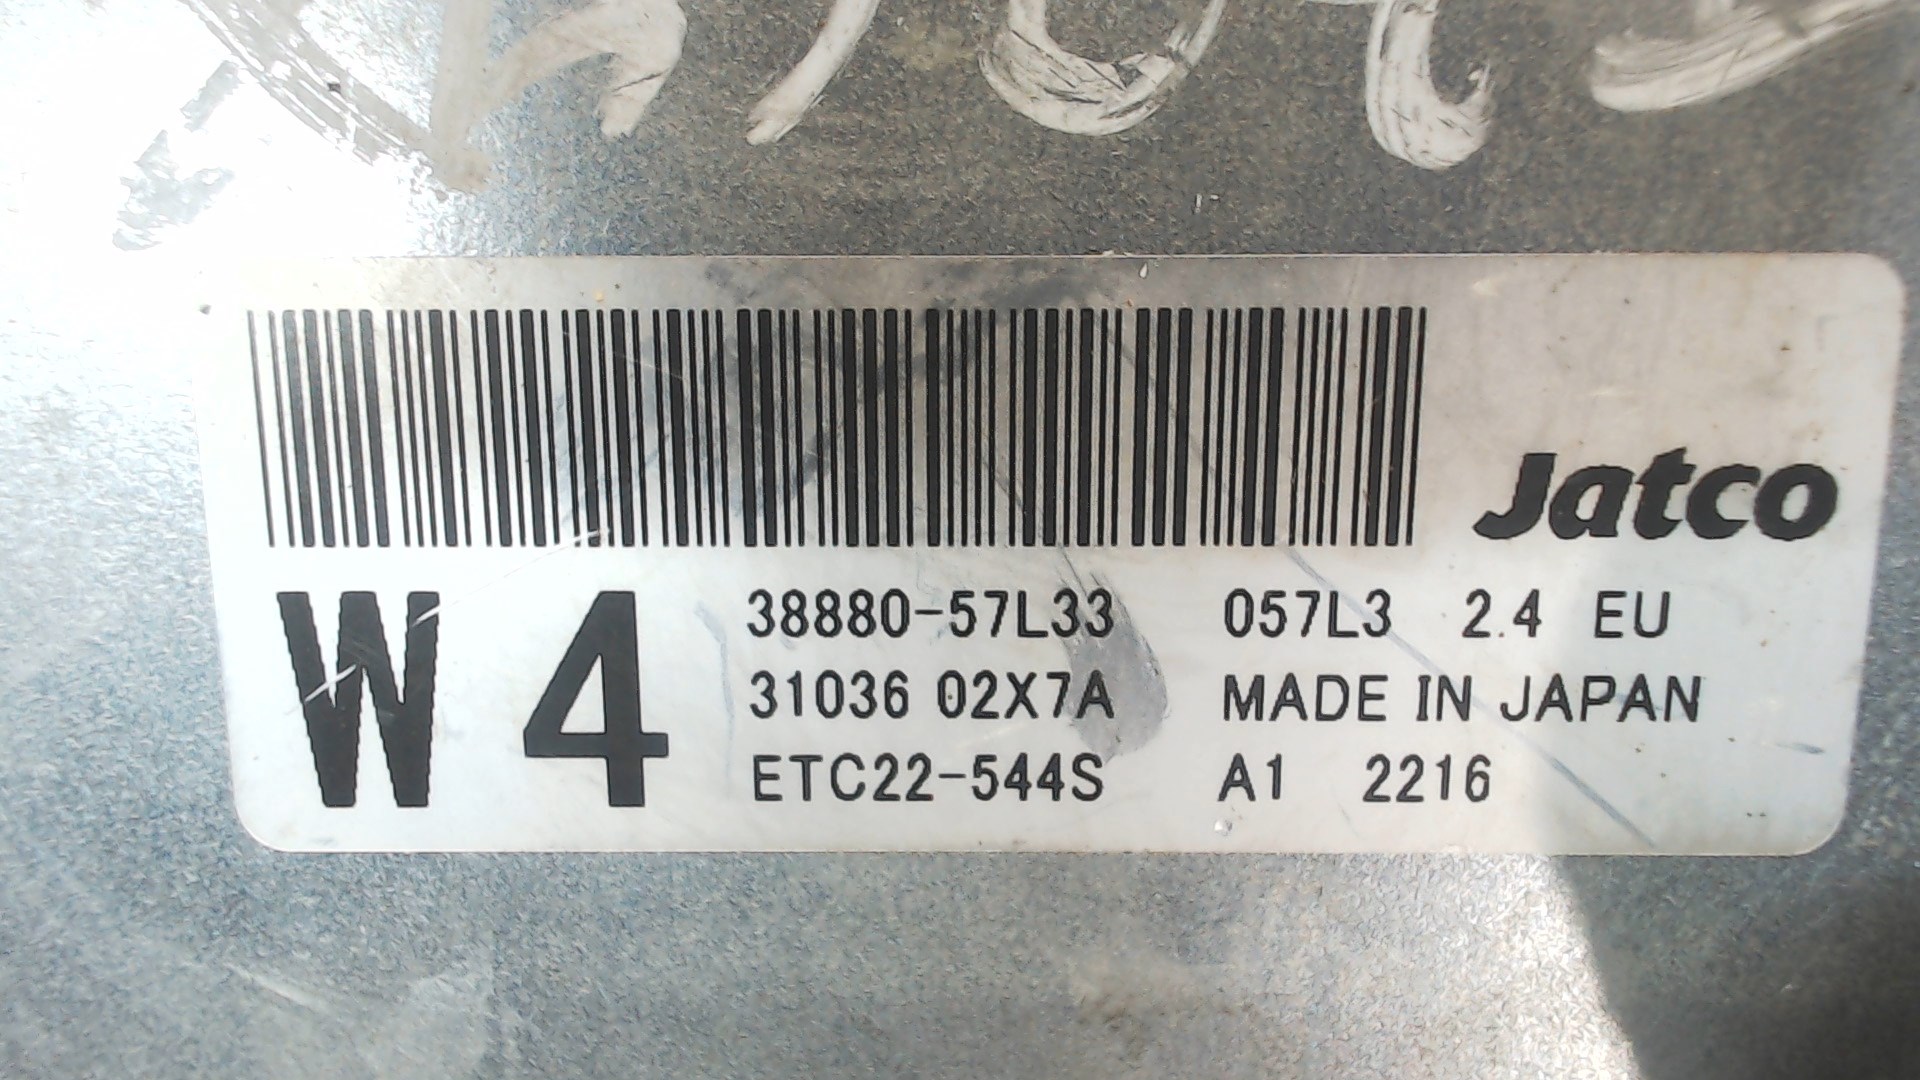 Jatco
W 4
38880-57L33 057L3 2.4 EU
31036 02X7A MADE IN JAPAN
ETC22-544S A1 2216